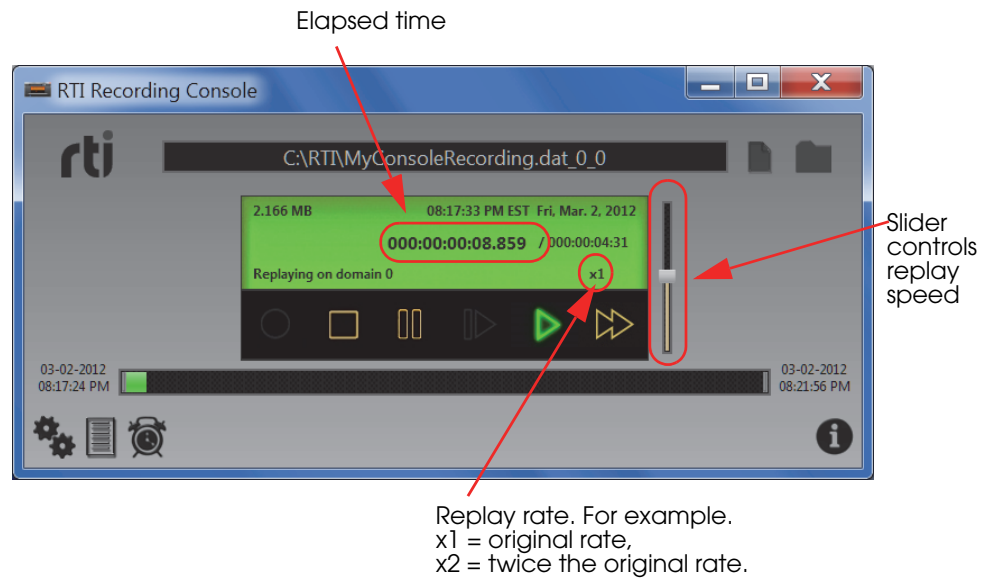 Elapsed time
RTI Recording Console
rti
C:\RTI\MyConsoleRecording.dat_0_0
2.166 MB
08:17:33 PM EST Fri, Mar. 2, 2012
000:00:00:08.859 / 000:00:04:31
Replaying on domain 0
x1
Slider
controls
replay
speed
03-02-2012
08:17:24 PM
03-02-2012
08:21:56 PM
Replay rate. For example.
x1 = original rate,
x2 = twice the original rate.